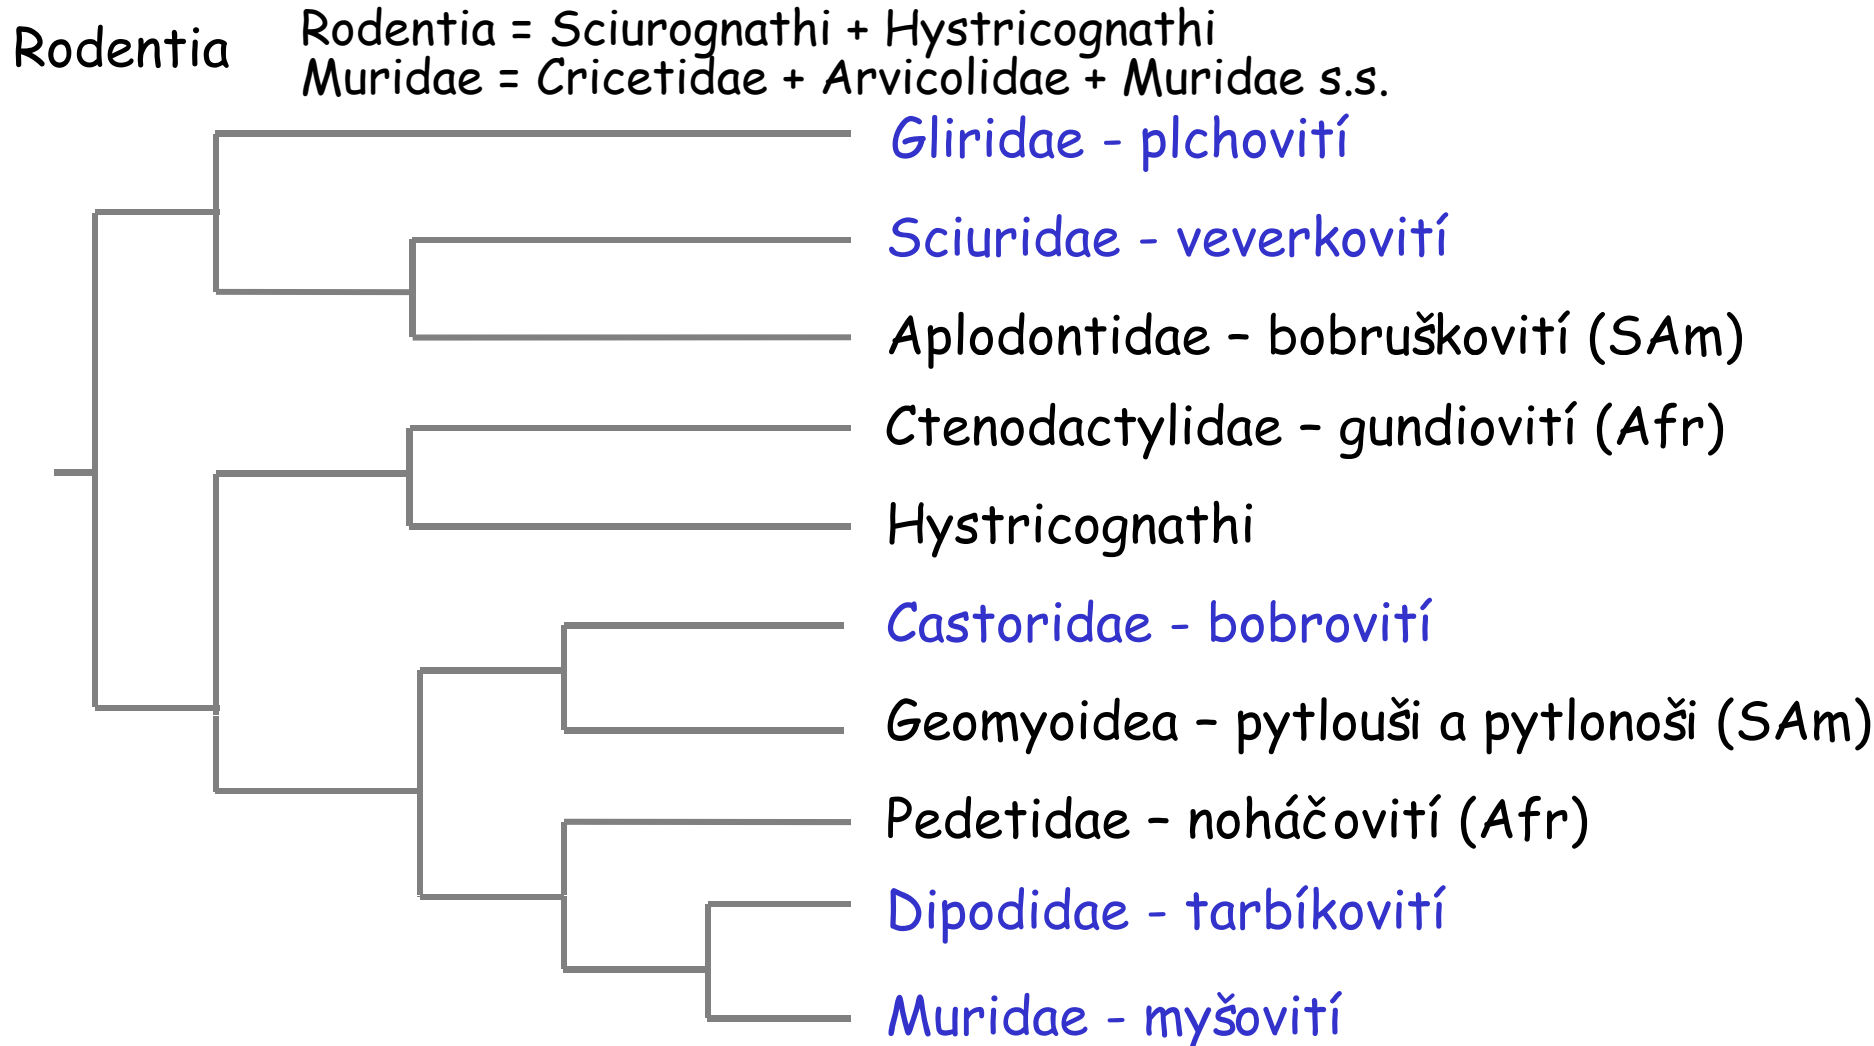 Rodentia
Rodentia = Sciurognathi + Hystricognathi
Muridae = Cricetidae + Arvicolidae + Muridae s.s.
Gliridae - plchovití
Sciuridae - veverkovití
Aplodontidae – bobruškovití (SAm)
Ctenodactylidae – gundiovití (Afr)
Hystricognathi
Castoridae - bobrovití
Geomyoidea – pytlouši a pytlonoši (SAm)
Pedetidae – noháčovití (Afr)
Dipodidae - tarbíkovití
Muridae - myšovití